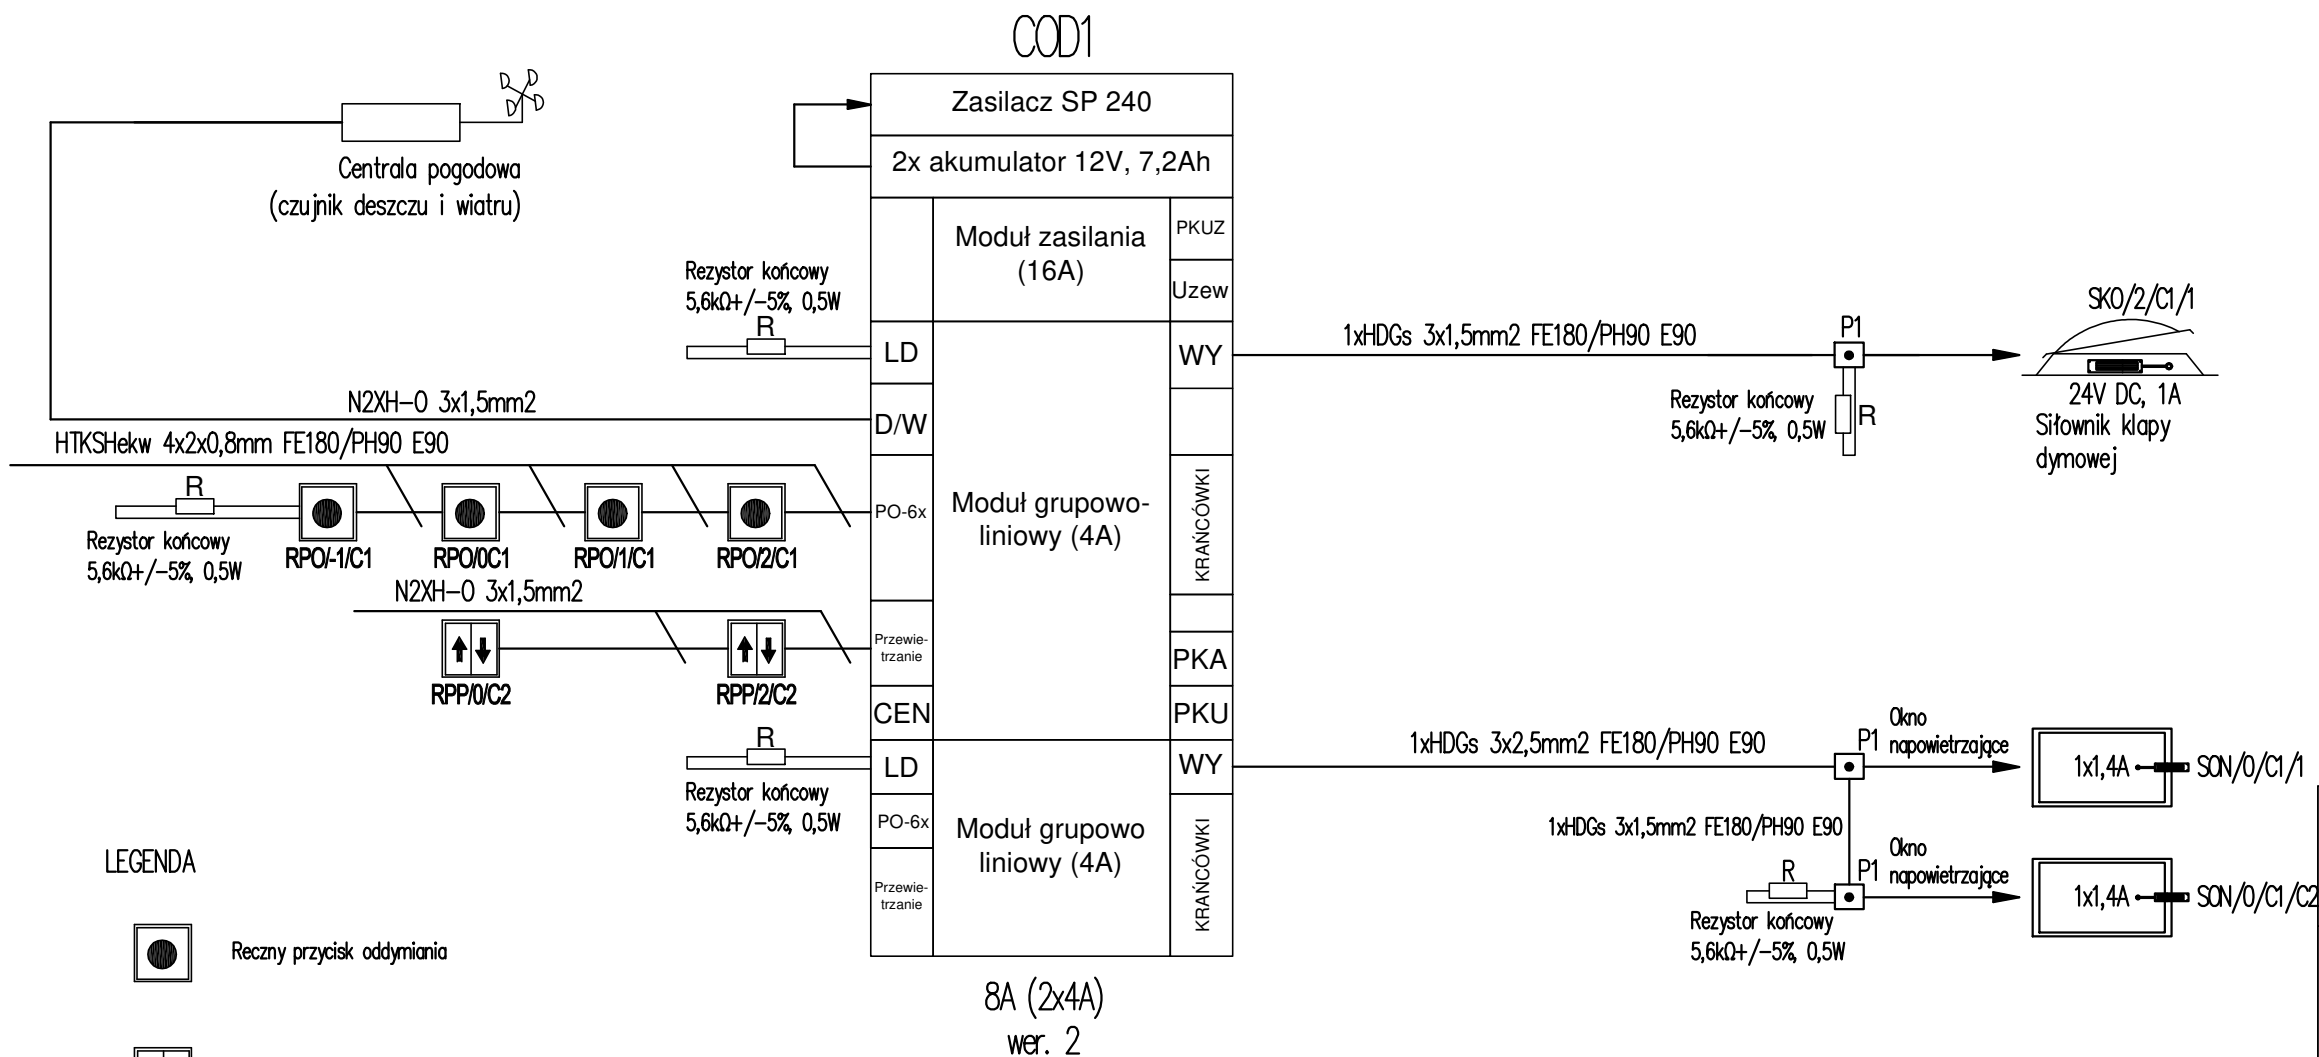 COD1
Zasilacz SP 240
2x akumulator 12V, 7,2Ah
Centrala pogodowa
(czujnik deszczu i wiatru)
Moduł zasilania
(16A)
PKUZ
Uzew
Rezystor końcowy
5,6kΩ+/-5%, 0,5W
R
LD
WY
D/W
N2XH-O 3x1,5mm2
HTKSHekw 4x2x0,8mm FE180/PH90 E90
R
Rezystor końcowy
5,6kΩ+/-5%, 0,5W
RPO/-1/C1
RPO/0C1
RPO/1/C1
RPO/2/C1
PO-6x
Moduł grupowo-
liniowy (4A)
KRAŃCÓWKI
N2XH-O 3x1,5mm2
RPP/0/C2
RPP/2/C2
Przewie-
trzanie
PKA
CEN
PKU
1xHDGs 3x1,5mm2 FE180/PH90 E90
P1
Rezystor końcowy
5,6kΩ+/-5%, 0,5W
R
SKO/2/C1/1
24V DC, 1A
Siłownik klapy
dymowej
R
LD
WY
Rezystor końcowy
5,6kΩ+/-5%, 0,5W
PO-6x
Moduł grupowo
liniowy (4A)
Przewie-
trzanie
KRAŃCÓWKI
1xHDGs 3x2,5mm2 FE180/PH90 E90
P1
Okno
napowietrzające
1x1,4A
SON/0/C1/1
1xHDGs 3x1,5mm2 FE180/PH90 E90
P1
Okno
napowietrzające
1x1,4A
SON/0/C1/C2
R
Rezystor końcowy
5,6kΩ+/-5%, 0,5W
8A (2x4A)
wer. 2
LEGENDA
Reczny przycisk oddymiania